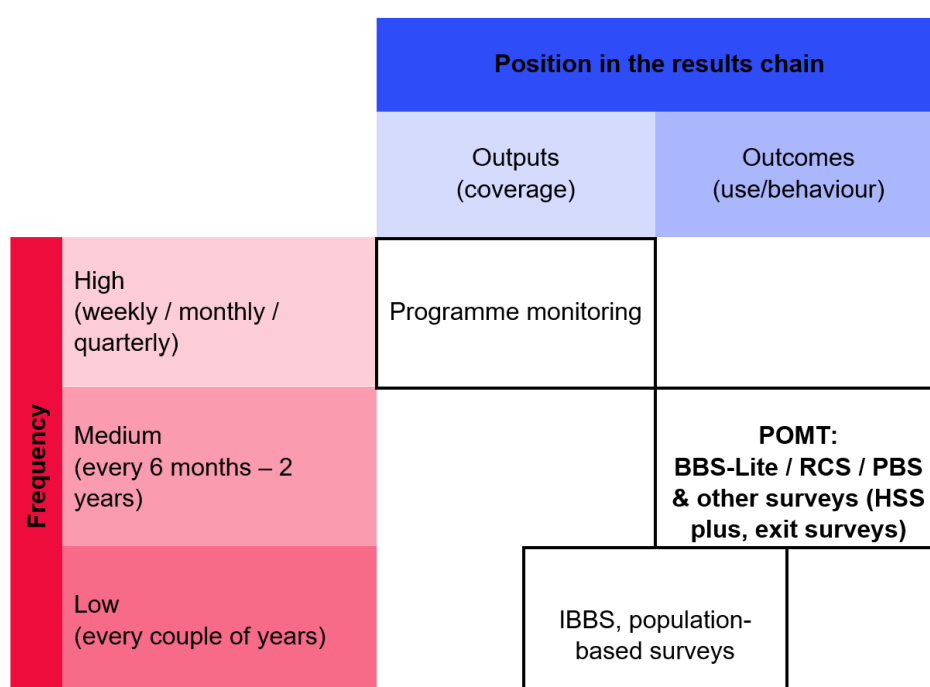 Position in the results chain
Outputs
(coverage)
Outcomes
(use/behaviour)
Frequency
High
(weekly / monthly /
quarterly)
Programme monitoring
Medium
(every 6 months – 2
years)
POMT:
BBS-Lite / RCS / PBS
& other surveys (HSS
plus, exit surveys)
Low
(every couple of years)
IBBS, population-
based surveys